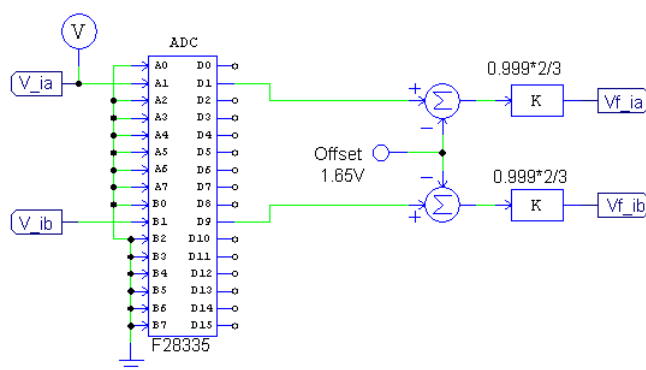 V
ADC
V_ia
A0 D0
A1 D1
A2 D2
A3 D3
A4 D4
A5 D5
A6 D6
A7 D7
B0 D8
V_ib
B1 D9
B2 D10
B3 D11
B4 D12
B5 D13
B6 D14
B7 D15
F28335
+
Σ
−
0.999*2/3
K
Vf_ia
Offset
1.65V
−
Σ
+
0.999*2/3
K
Vf_ib